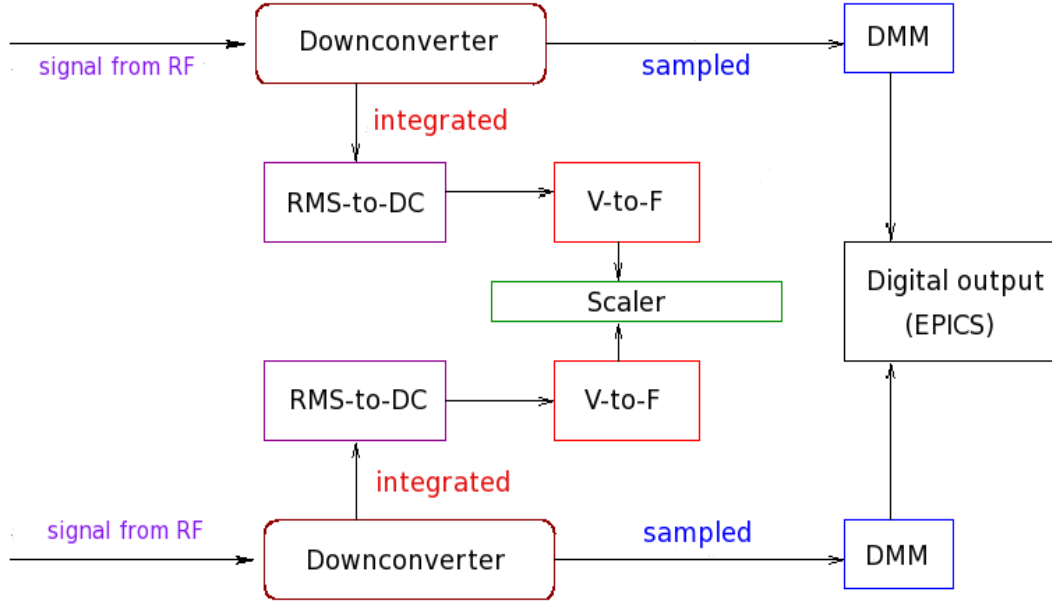 Downconverter
DMM
signal from RF
sampled
integrated
RMS-to-DC
V-to-F
Digital output
(EPICS)
Scaler
RMS-to-DC
V-to-F
integrated
signal from RF
sampled
Downconverter
DMM